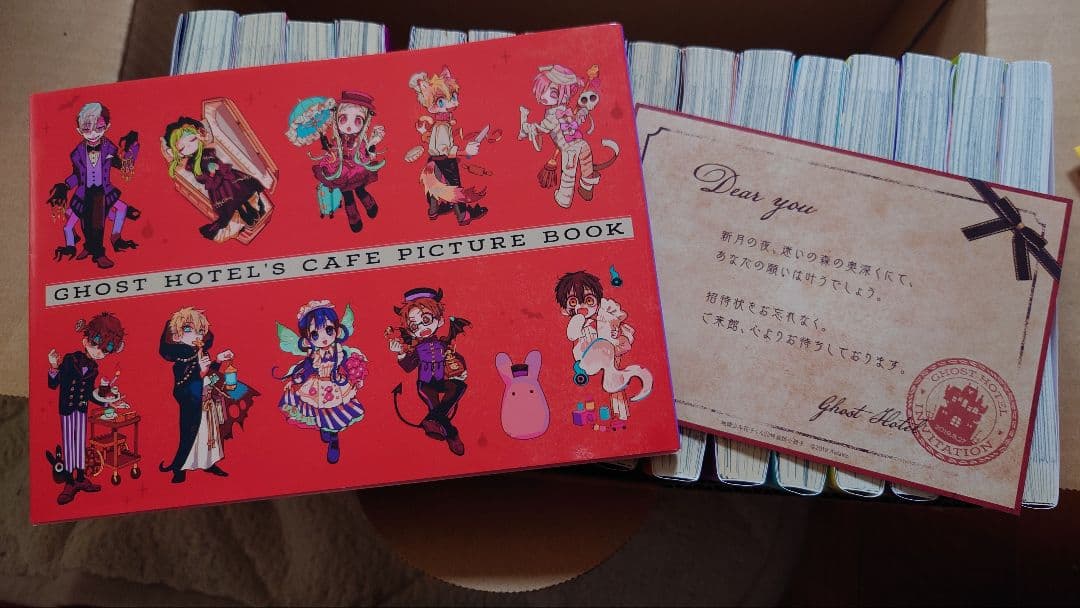 GHOST HOTEL'S CAFE PICTURE BOOK
Dear you
新月の夜、迷いの森の奥深くにて、
あなたの願いは叶うでしょう。
招待状をお忘れなく。
ご来館、心よりお待ちしております。
Ghost Hotel
GHOST HOTEL
INVITATION